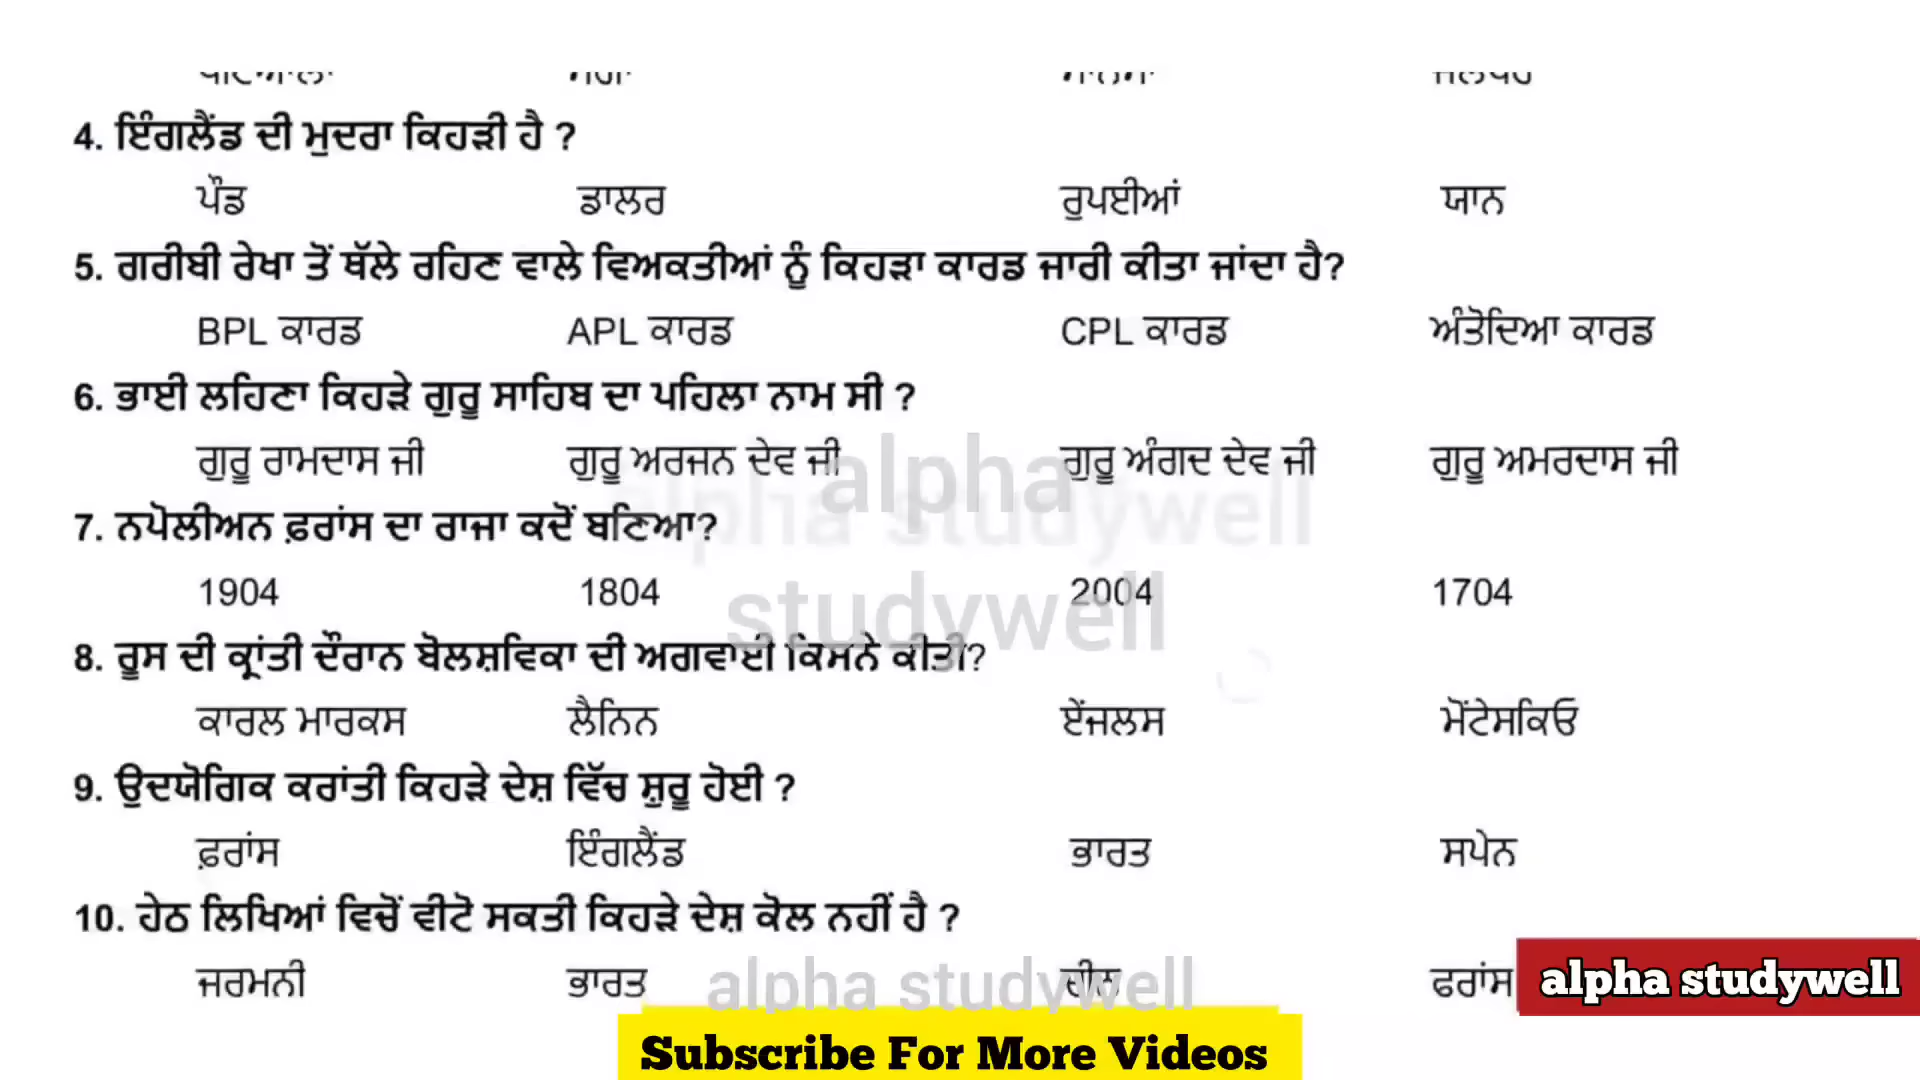 4. ਇੰਗਲੈਂਡ ਦੀ ਮੁਦਰਾ ਕਿਹੜੀ ਹੈ ?
ਪੌਂਡ ਡਾਲਰ ਰੁਪਈਆਂ ਯਾਨ
5. ਗਰੀਬੀ ਰੇਖਾ ਤੋਂ ਥੱਲੇ ਰਹਿਣ ਵਾਲੇ ਵਿਅਕਤੀਆਂ ਨੂੰ ਕਿਹੜਾ ਕਾਰਡ ਜਾਰੀ ਕੀਤਾ ਜਾਂਦਾ ਹੈ?
BPL ਕਾਰਡ APL ਕਾਰਡ CPL ਕਾਰਡ ਅੰਤੋਦਿਆ ਕਾਰਡ
6. ਭਾਈ ਲਹਿਣਾ ਕਿਹੜੇ ਗੁਰੂ ਸਾਹਿਬ ਦਾ ਪਹਿਲਾ ਨਾਮ ਸੀ ?
ਗੁਰੂ ਰਾਮਦਾਸ ਜੀ ਗੁਰੂ ਅਰਜਨ ਦੇਵ ਜੀ ਗੁਰੂ ਅੰਗਦ ਦੇਵ ਜੀ ਗੁਰੂ ਅਮਰਦਾਸ ਜੀ
alpha
alpha studywell
7. ਨਪੋਲੀਅਨ ਫ਼ਰਾਂਸ ਦਾ ਰਾਜਾ ਕਦੋਂ ਬਣਿਆ?
1904 1804 2004 1704
studywell
8. ਰੂਸ ਦੀ ਕ੍ਰਾਂਤੀ ਦੌਰਾਨ ਬੋਲਸ਼ਵਿਕਾ ਦੀ ਅਗਵਾਈ ਕਿਸਨੇ ਕੀਤੀ?
ਕਾਰਲ ਮਾਰਕਸ ਲੈਨਿਨ ਏਂਜਲਸ ਮੋਂਟੇਸਕਿਓ
9. ਉਦਯੋਗਿਕ ਕਰਾਂਤੀ ਕਿਹੜੇ ਦੇਸ਼ ਵਿੱਚ ਸ਼ੁਰੂ ਹੋਈ ?
ਫ਼ਰਾਂਸ ਇੰਗਲੈਂਡ ਭਾਰਤ ਸਪੇਨ
10. ਹੇਠ ਲਿਖਿਆਂ ਵਿਚੋਂ ਵੀਟੋ ਸਕਤੀ ਕਿਹੜੇ ਦੇਸ਼ ਕੋਲ ਨਹੀਂ ਹੈ ?
ਜਰਮਨੀ ਭਾਰਤ ਚੀਨ ਫਰਾਂਸ
alpha studywell
alpha studywell
Subscribe For More Videos